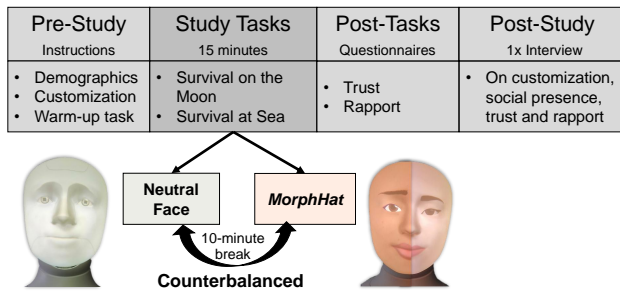 Pre-Study
Instructions
• Demographics
• Customization
• Warm-up task
Study Tasks
15 minutes
• Survival on the
Moon
• Survival at Sea
Post-Tasks
Questionnaires
• Trust
• Rapport
Post-Study
1x Interview
• On customization,
social presence,
trust and rapport
Neutral
Face
MorphHat
10-minute
break
Counterbalanced